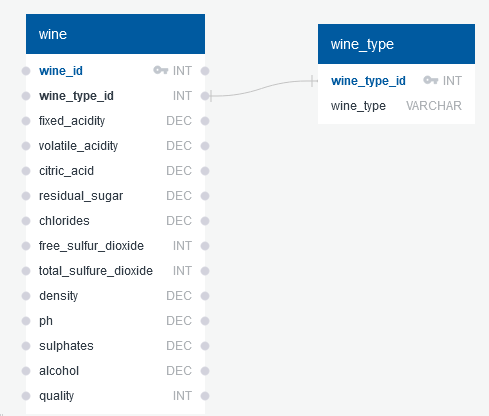 wine
wine_id INT
wine_type_id INT
fixed_acidity DEC
volatile_acidity DEC
citric_acid DEC
residual_sugar DEC
chlorides DEC
free_sulfur_dioxide INT
total_sulfure_dioxide INT
density DEC
ph DEC
sulphates DEC
alcohol DEC
quality INT
wine_type
wine_type_id INT
wine_type VARCHAR